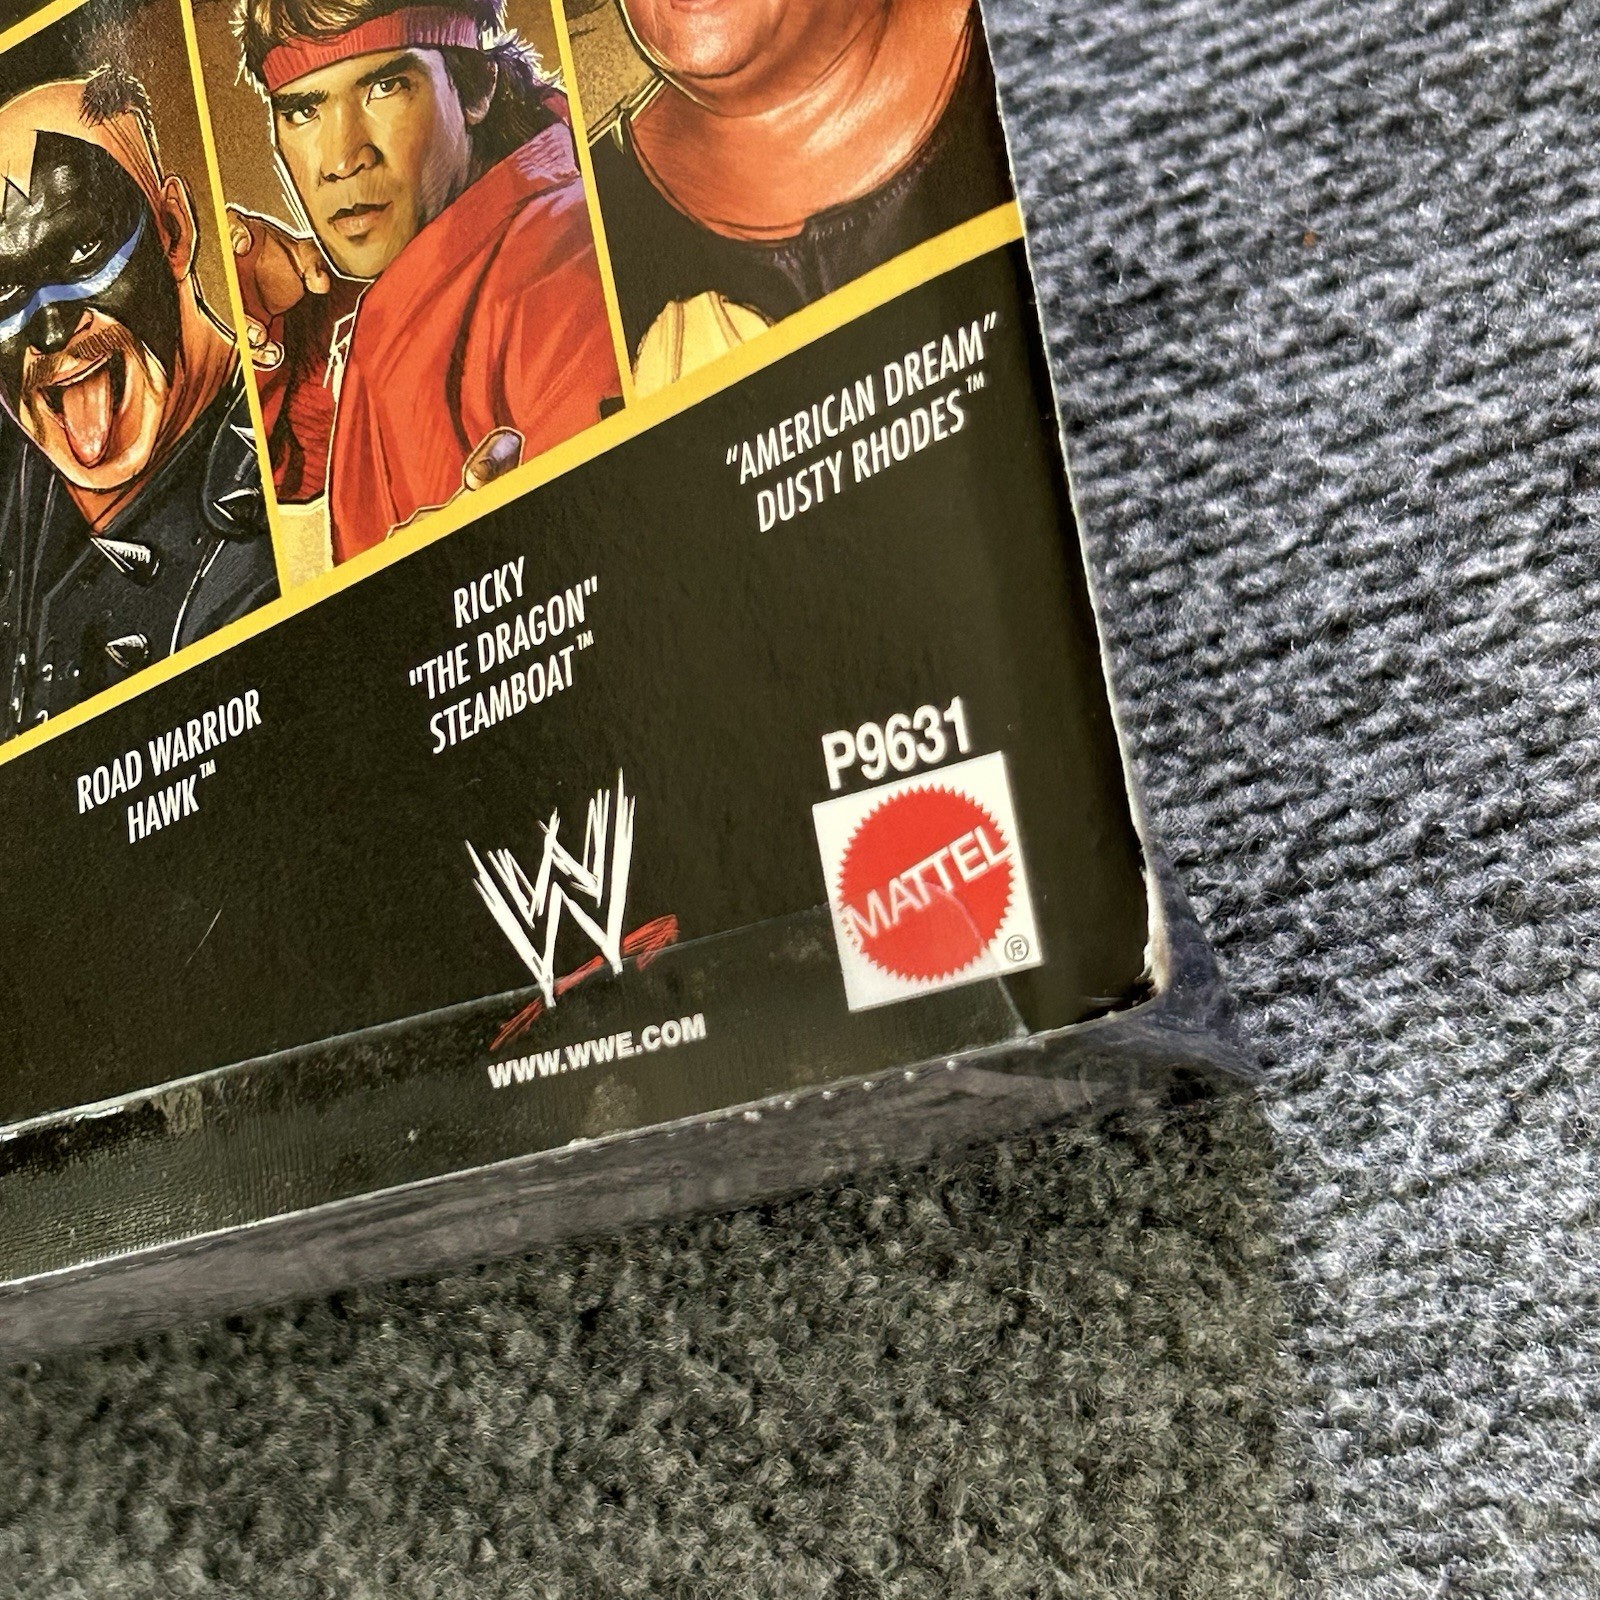 "AMERICAN DREAM"
DUSTY RHODES™
RICKY
"THE DRAGON"
STEAMBOAT™
ROAD WARRIOR
HAWK™
P9631
MATTEL
®
W
WWW.WWE.COM